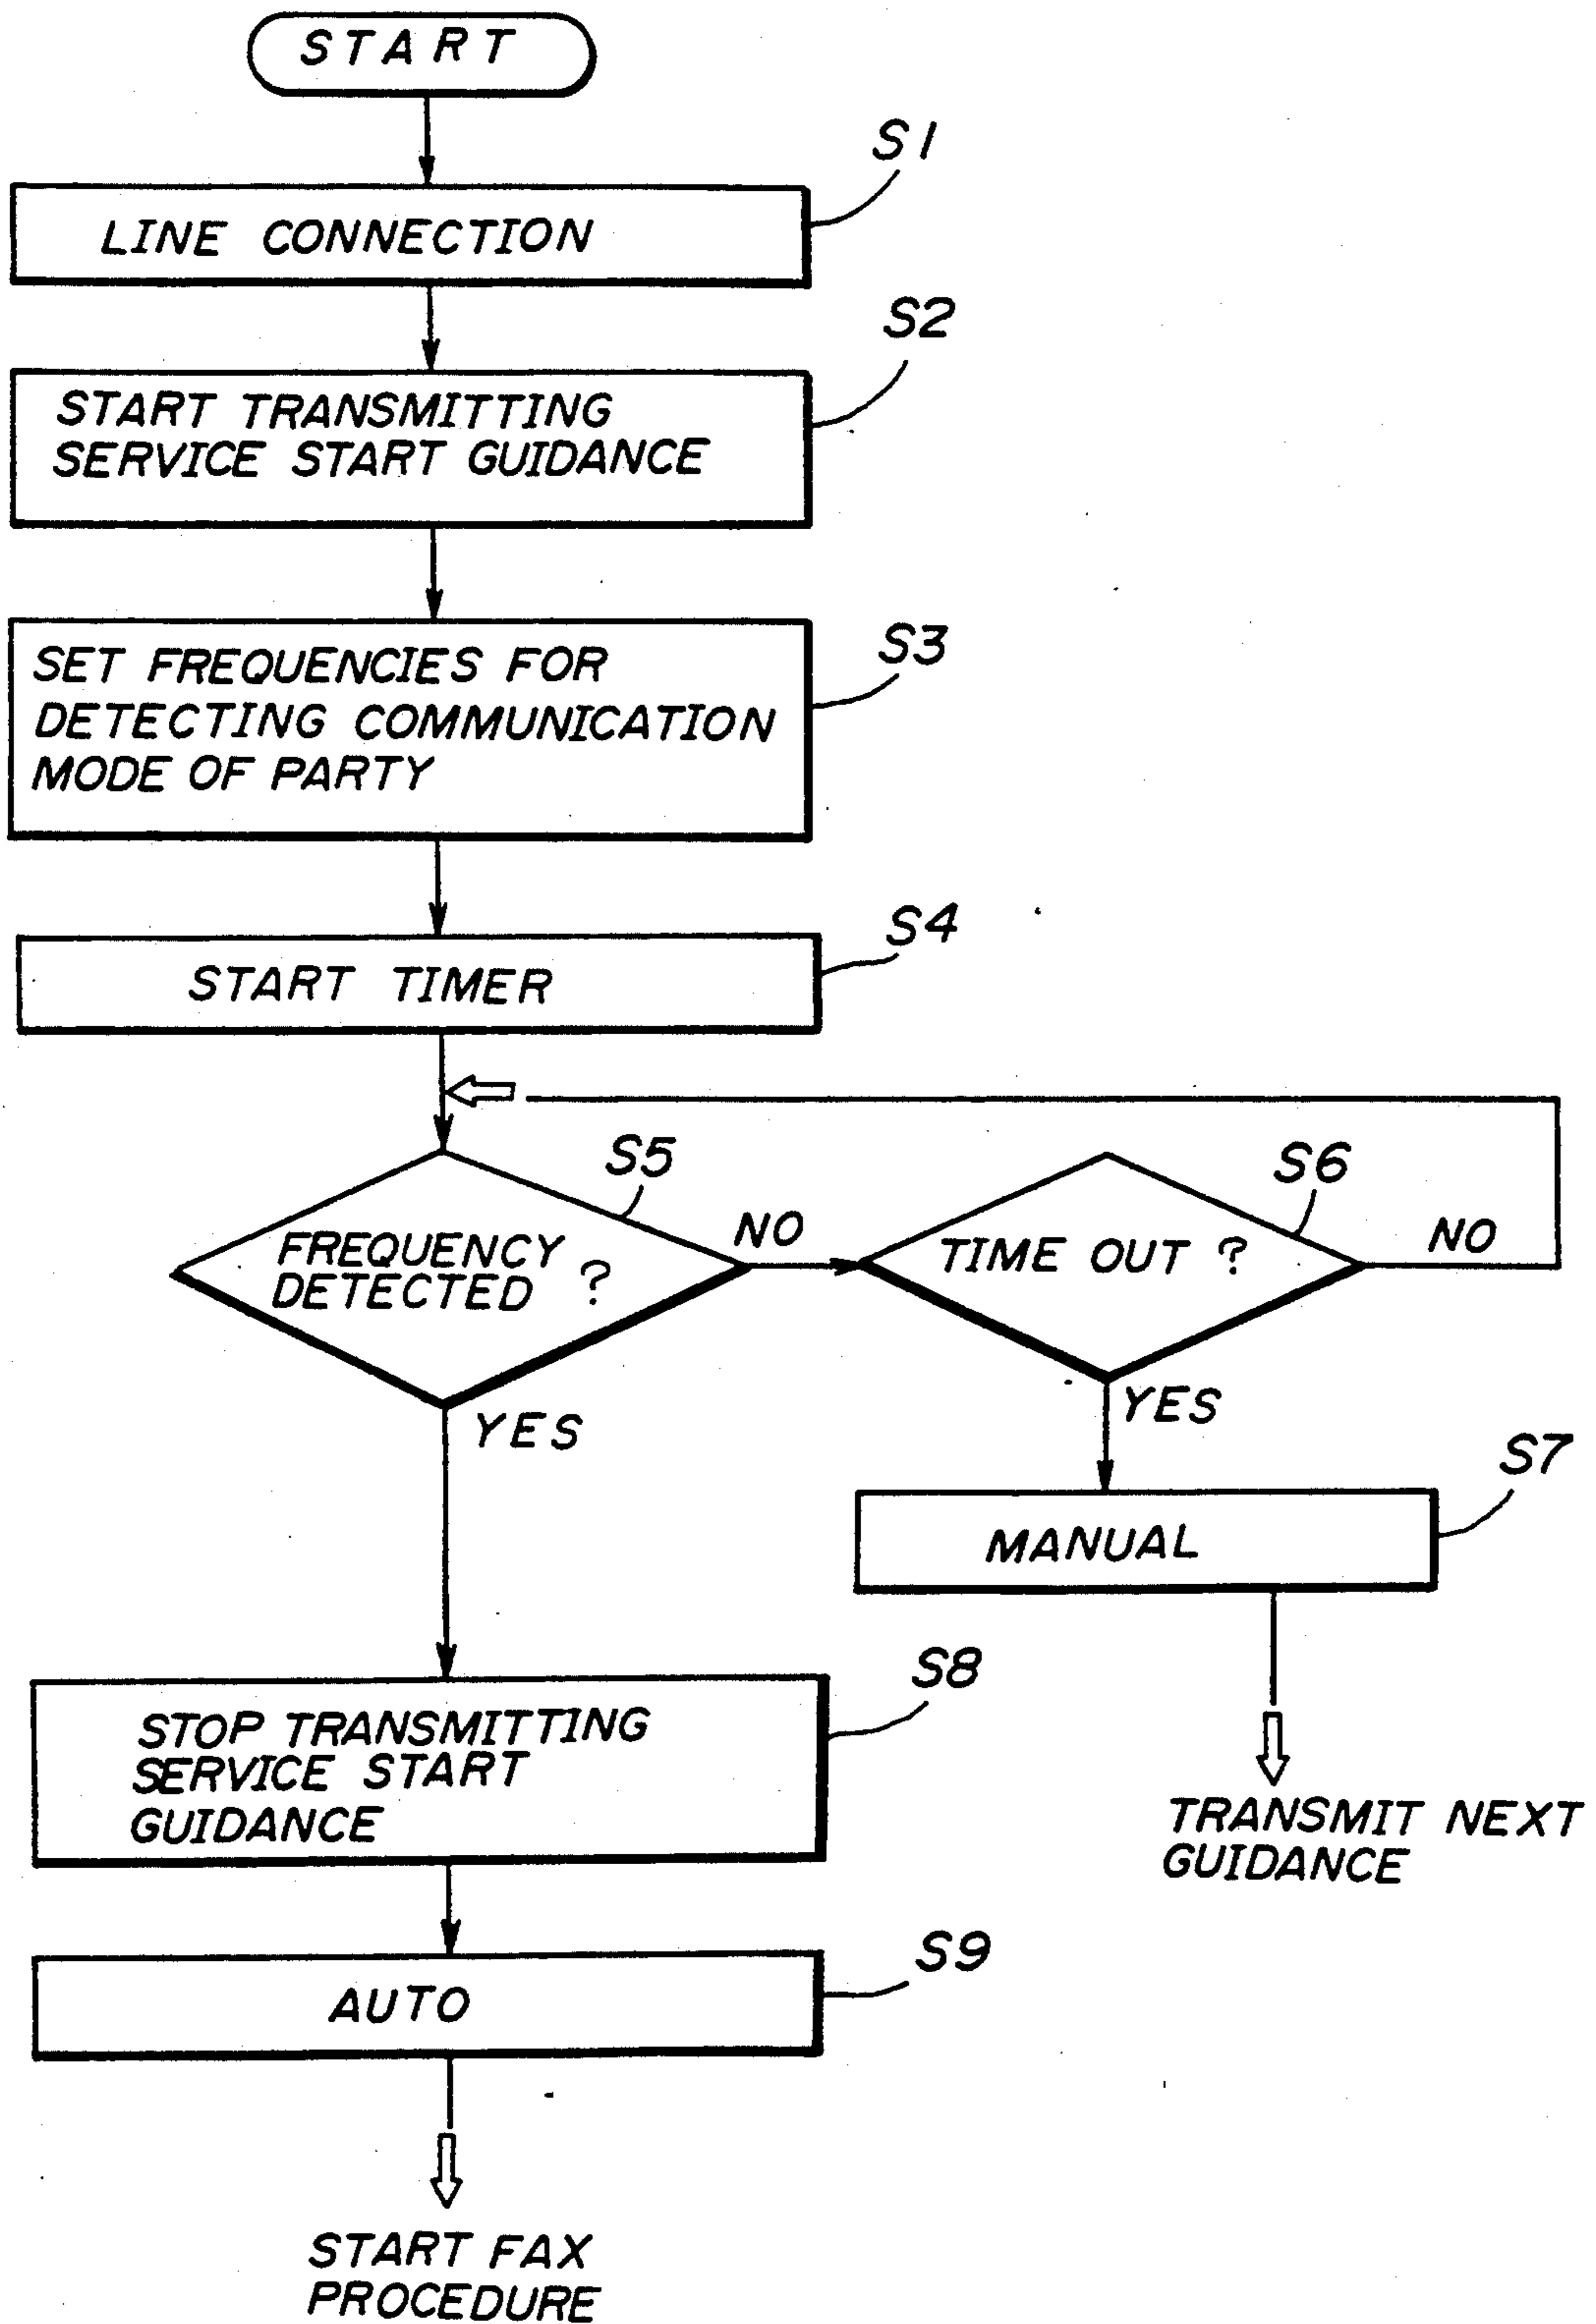 START
S1
LINE CONNECTION
S2
START TRANSMITTING
SERVICE START GUIDANCE
S3
SET FREQUENCIES FOR
DETECTING COMMUNICATION
MODE OF PARTY
S4
START TIMER
S5
FREQUENCY
DETECTED ?
NO
S6
TIME OUT ?
NO
YES
YES
S7
MANUAL
TRANSMIT NEXT
GUIDANCE
S8
STOP TRANSMITTING
SERVICE START
GUIDANCE
S9
AUTO
START FAX
PROCEDURE